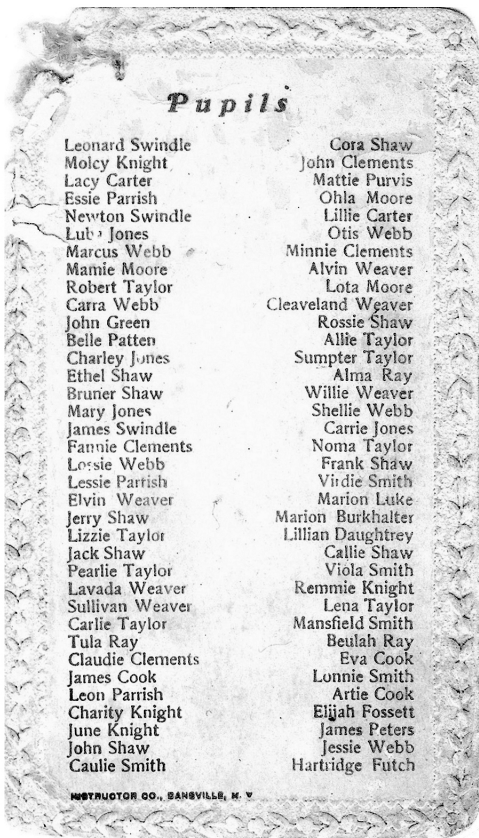 Pupils
Leonard Swindle Cora Shaw
Molcy Knight John Clements
Lacy Carter Mattie Purvis
Essie Parrish Ohla Moore
Newton Swindle Lillie Carter
Jones Otis Webb
Marcus Webb Minnie Clements
Mamie Moore Alvin Weaver
Robert Taylor Lota Moore
Carra Webb Cleaveland Weaver
John Green Rossie Shaw
Belle Patten Allie Taylor
Charley Jones Sumpter Taylor
Ethel Shaw Alma Ray
Bruner Shaw Willie Weaver
Mary Jones Shellie Webb
James Swindle Carrie Jones
Fannie Clements Noma Taylor
Lossie Webb Frank Shaw
Lessie Parrish Virdie Smith
Elvin Weaver Marion Luke
Jerry Shaw Marion Burkhalter
Lizzie Taylor Lillian Daughtrey
Jack Shaw Callie Shaw
Pearlie Taylor Viola Smith
Lavada Weaver Remmie Knight
Sullivan Weaver Lena Taylor
Carlie Taylor Mansfield Smith
Tula Ray Beulah Ray
Claudie Clements Eva Cook
James Cook Lonnie Smith
Leon Parrish Artie Cook
Charity Knight Elijah Fossett
June Knight James Peters
John Shaw Jessie Webb
Caulie Smith Hartridge Futch
INSTRUCTOR CO., DANSVILLE, N. Y